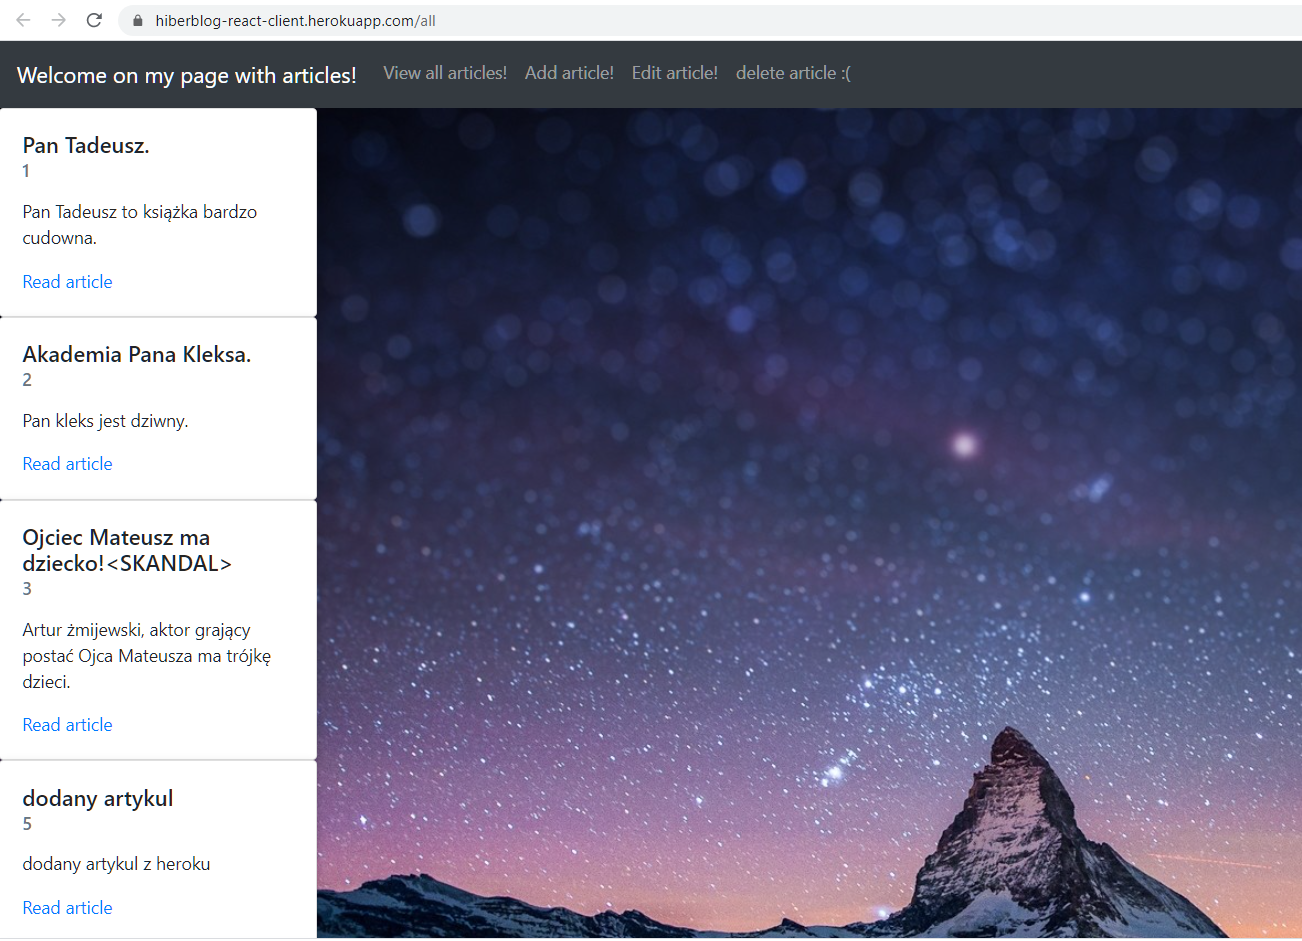 hiberblog-react-client.herokuapp.com/all
Welcome on my page with articles! View all articles! Add article! Edit article! delete article :(
Pan Tadeusz.
1
Pan Tadeusz to książka bardzo
cudowna.
Read article
Akademia Pana Kleksa.
2
Pan kleks jest dziwny.
Read article
Ojciec Mateusz ma
dziecko!<SKANDAL>
3
Artur żmijewski, aktor grający
postać Ojca Mateusza ma trójkę
dzieci.
Read article
dodany artykul
5
dodany artykul z heroku
Read article